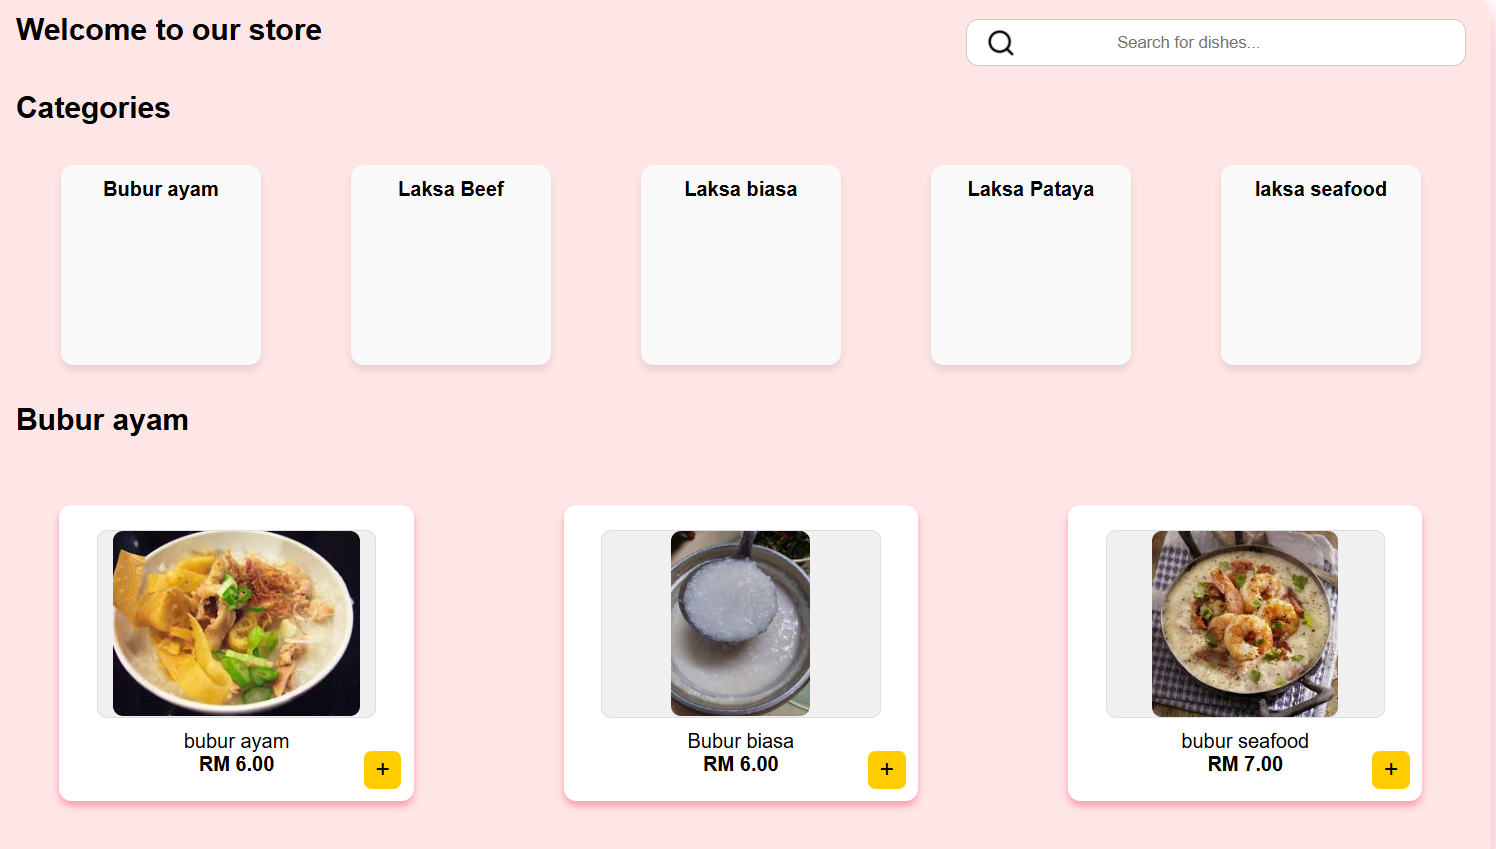 Welcome to our store
Search for dishes...
Categories
Bubur ayam
Laksa Beef
Laksa biasa
Laksa Pataya
laksa seafood
Bubur ayam
bubur ayam
RM 6.00
+
Bubur biasa
RM 6.00
+
bubur seafood
RM 7.00
+